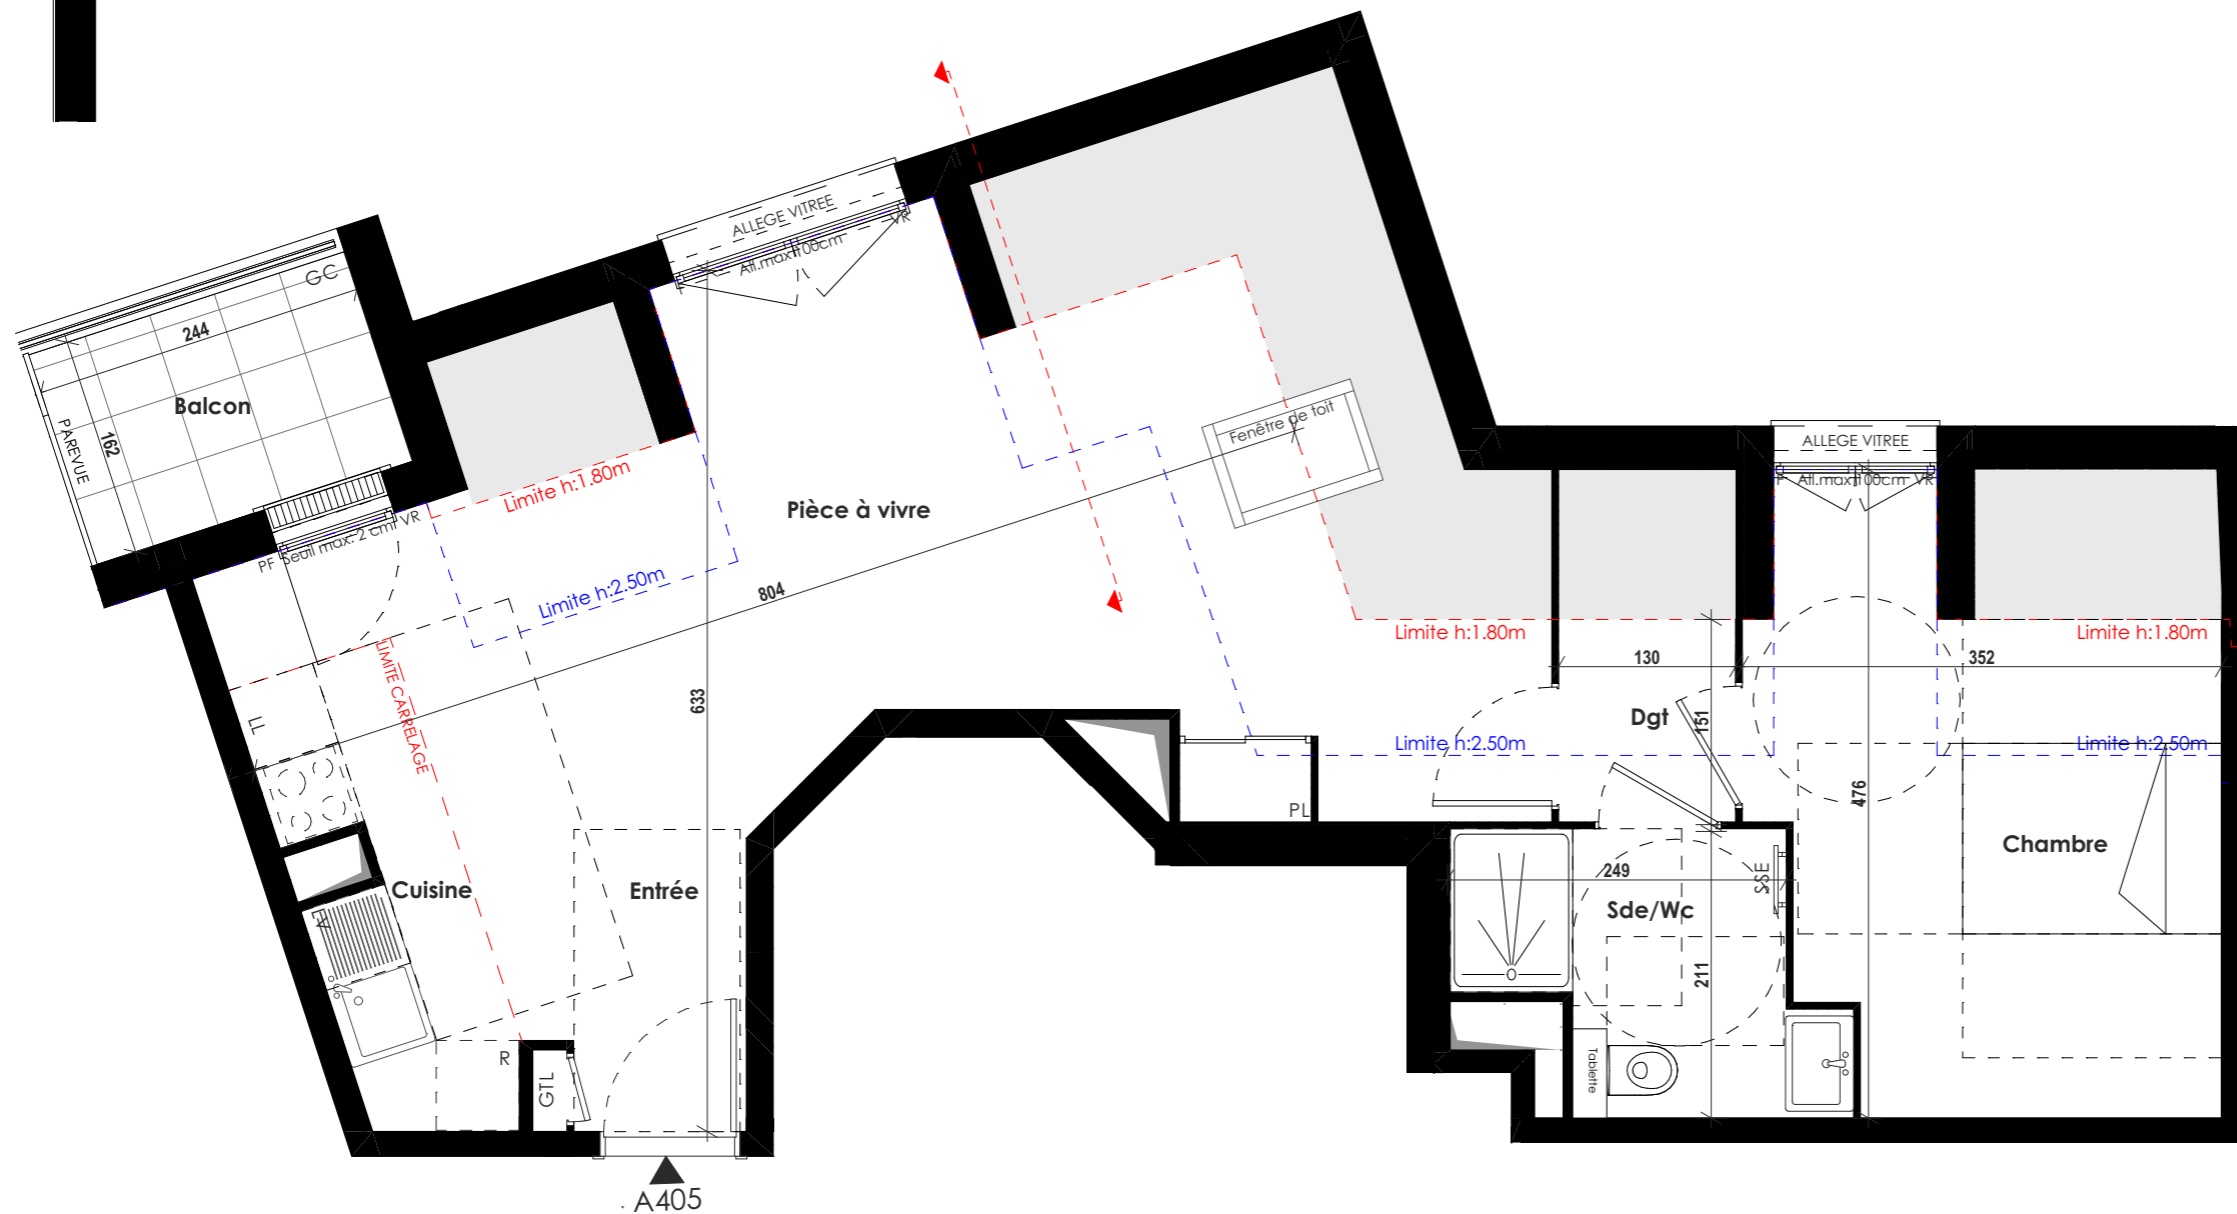 ALLEGE VITREE
All.max:100cm
VR
GC
244
Balcon
PAREVUE
162
PF Seuil max: 2 cm VR
Limite h:1.80m
Limite h:2.50m
Pièce à vivre
Fenêtre de toit
804
633
LIMITE CARRELAGE
LL
Cuisine
Entrée
LV
R
GTL
A405
PL
Limite h:1.80m
Limite h:2.50m
130
Dgt
151
ALLEGE VITREE
F All.max:100cm VR
352
Limite h:1.80m
Limite h:2.50m
476
Chambre
249
SSE
Sde/Wc
211
Tablette